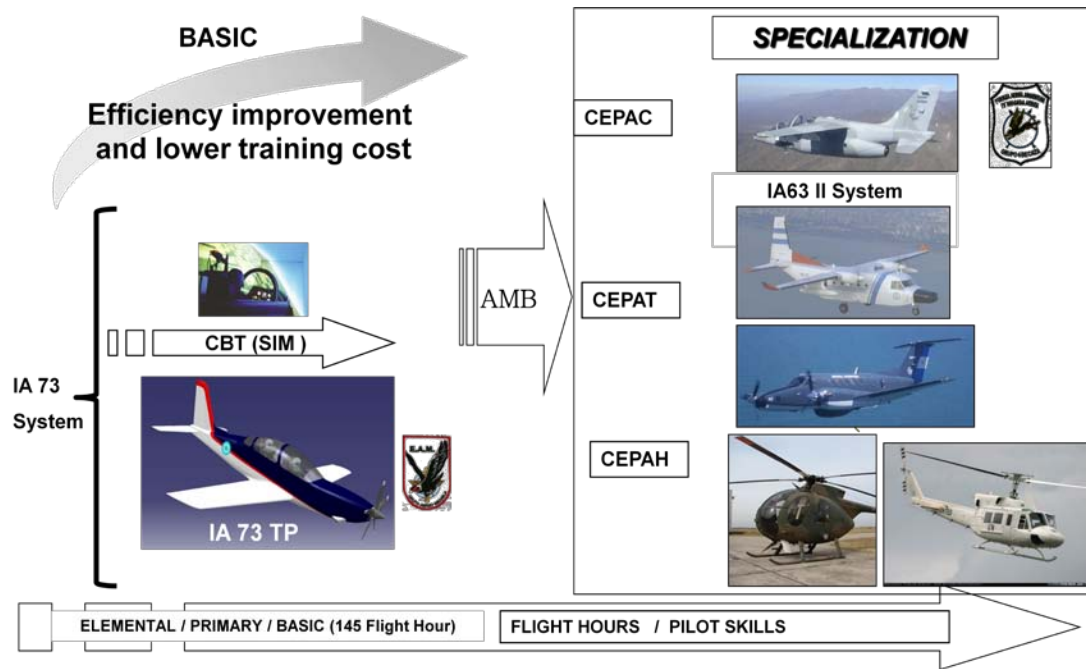 BASIC
Efficiency improvement
and lower training cost
SPECIALIZATION
CEPAC
IA63 II System
CBT (SIM )
AMB
CEPAT
IA 73
System
E.A.M.
IA 73 TP
CEPAH
ELEMENTAL / PRIMARY / BASIC (145 Flight Hour)
FLIGHT HOURS / PILOT SKILLS